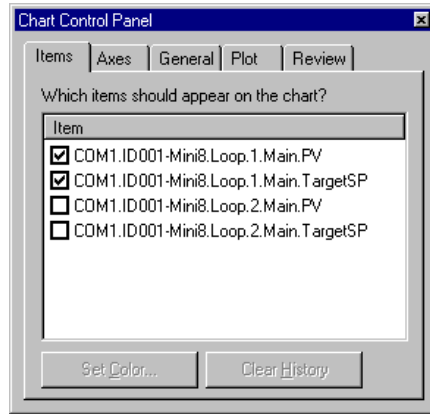 Chart Control Panel
Items Axes General Plot Review
Which items should appear on the chart?
Item
COM1.ID001-Mini8.Loop.1.Main.PV
COM1.ID001-Mini8.Loop.1.Main.TargetSP
COM1.ID001-Mini8.Loop.2.Main.PV
COM1.ID001-Mini8.Loop.2.Main.TargetSP
Set Color... Clear History